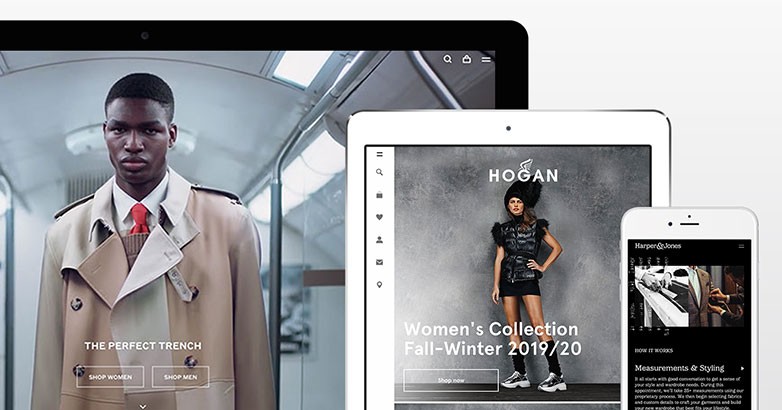 THE PERFECT TRENCH
SHOP WOMEN
SHOP MEN
HOGAN
Women's Collection
Fall-Winter 2019/20
Shop now
Harper&Jones
HOW IT WORKS
Measurements & Styling
It all starts with good conversation to get a sense of
your style and wardrobe needs. During this
appointment, we'll take 25+ measurements using our
proprietary process. We then begin selecting fabrics
and custom details to craft your garments and build
your new wardrobe that best fits your lifestyle.